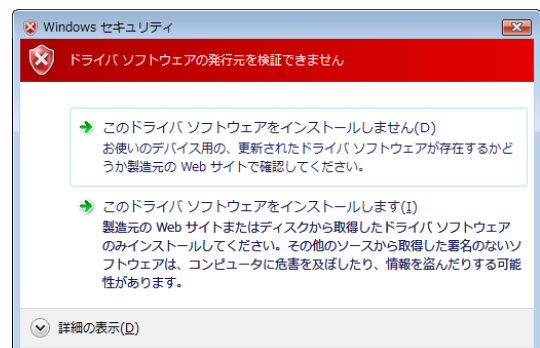 Windows セキュリティ
ドライバ ソフトウェアの発行元を検証できません
このドライバ ソフトウェアをインストールしません(D)
お使いのデバイス用の、更新されたドライバ ソフトウェアが存在するかど
うか製造元の Web サイトで確認してください。
このドライバ ソフトウェアをインストールします(I)
製造元の Web サイトまたはディスクから取得したドライバ ソフトウェア
のみインストールしてください。その他のソースから取得した署名のないソ
フトウェアは、コンピュータに危害を及ぼしたり、情報を盗んだりする可能
性があります。
詳細の表示(D)